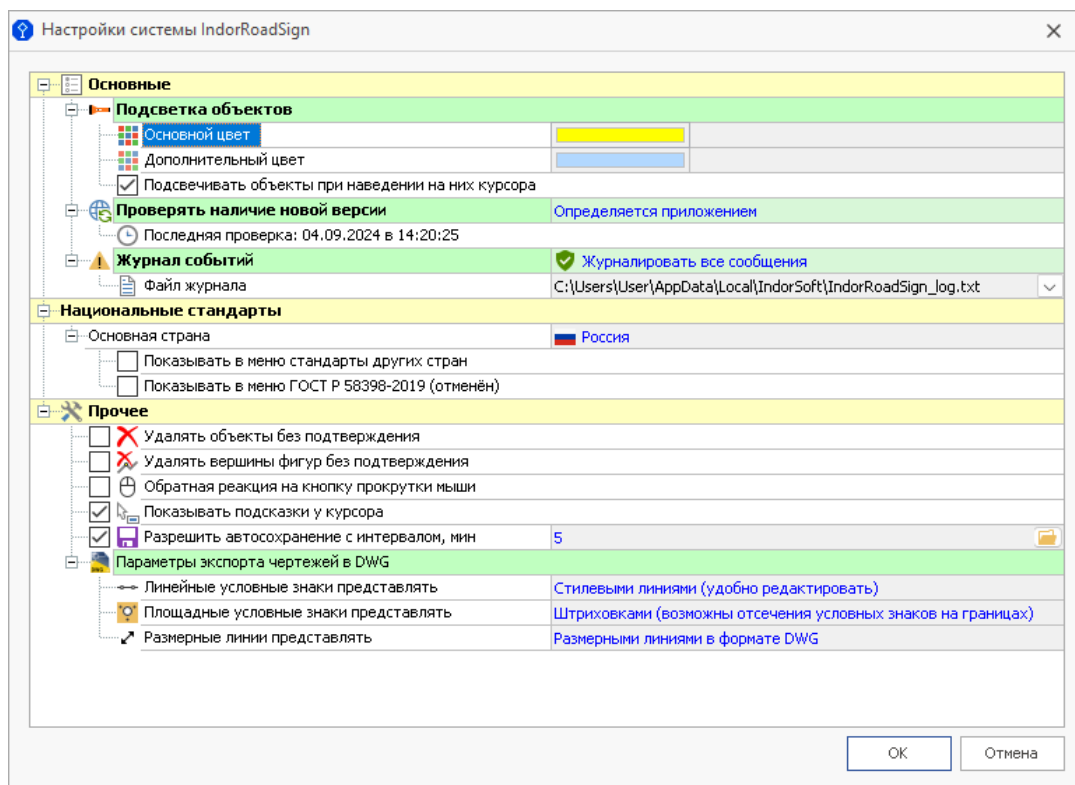 Настройки системы IndorRoadSign
Основные
Подсветка объектов
Основной цвет
Дополнительный цвет
Подсвечивать объекты при наведении на них курсора
Проверять наличие новой версии Определяется приложением
Последняя проверка: 04.09.2024 в 14:20:25
Журнал событий Журналировать все сообщения
Файл журнала C:\Users\User\AppData\Local\IndorSoft\IndorRoadSign_log.txt
Национальные стандарты
Основная страна Россия
Показывать в меню стандарты других стран
Показывать в меню ГОСТ Р 58398-2019 (отменён)
Прочее
Удалять объекты без подтверждения
Удалять вершины фигур без подтверждения
Обратная реакция на кнопку прокрутки мыши
Показывать подсказки у курсора
Разрешить автосохранение с интервалом, мин 5
Параметры экспорта чертежей в DWG
Линейные условные знаки представлять Стилевыми линиями (удобно редактировать)
Площадные условные знаки представлять Штриховками (возможны отсечения условных знаков на границах)
Размерные линии представлять Размерными линиями в формате DWG
ОК Отмена